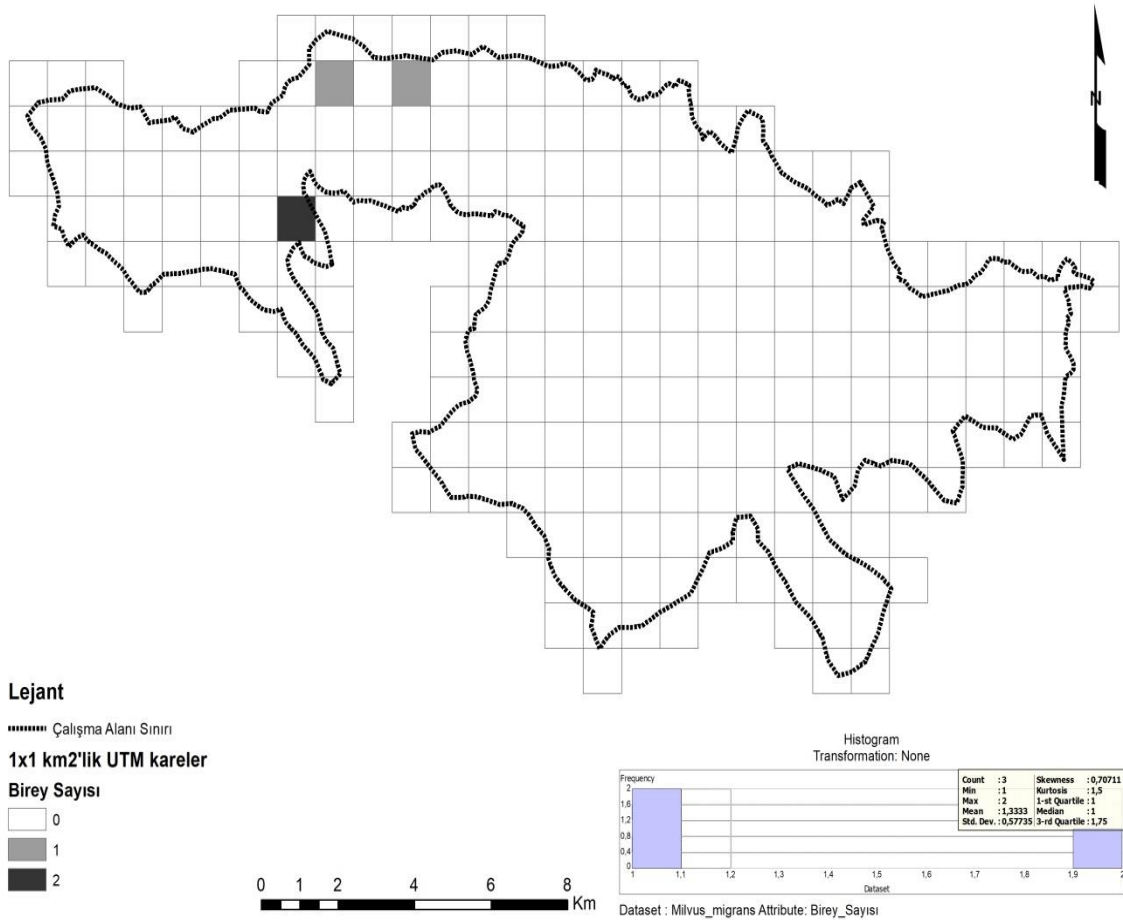 N
Lejant
Çalışma Alanı Sınırı
1x1 km2'lik UTM kareler
Birey Sayısı
0
1
2
0 1 2 4 6 8
Km
Histogram
Transformation: None
Frequency
2
1,6
1,2
0,8
0,4
0
Count : 3 Skewness : 0,70711
Min : 1 Kurtosis : 1,5
Max : 2 1-st Quartile : 1
Mean : 1,3333 Median : 1
Std. Dev. : 0,57735 3-rd Quartile : 1,75
1 1,1 1,2 1,3 1,4 1,5 1,6 1,7 1,8 1,9 2
Dataset
Dataset : Milvus_migrans Attribute: Birey_Sayısı